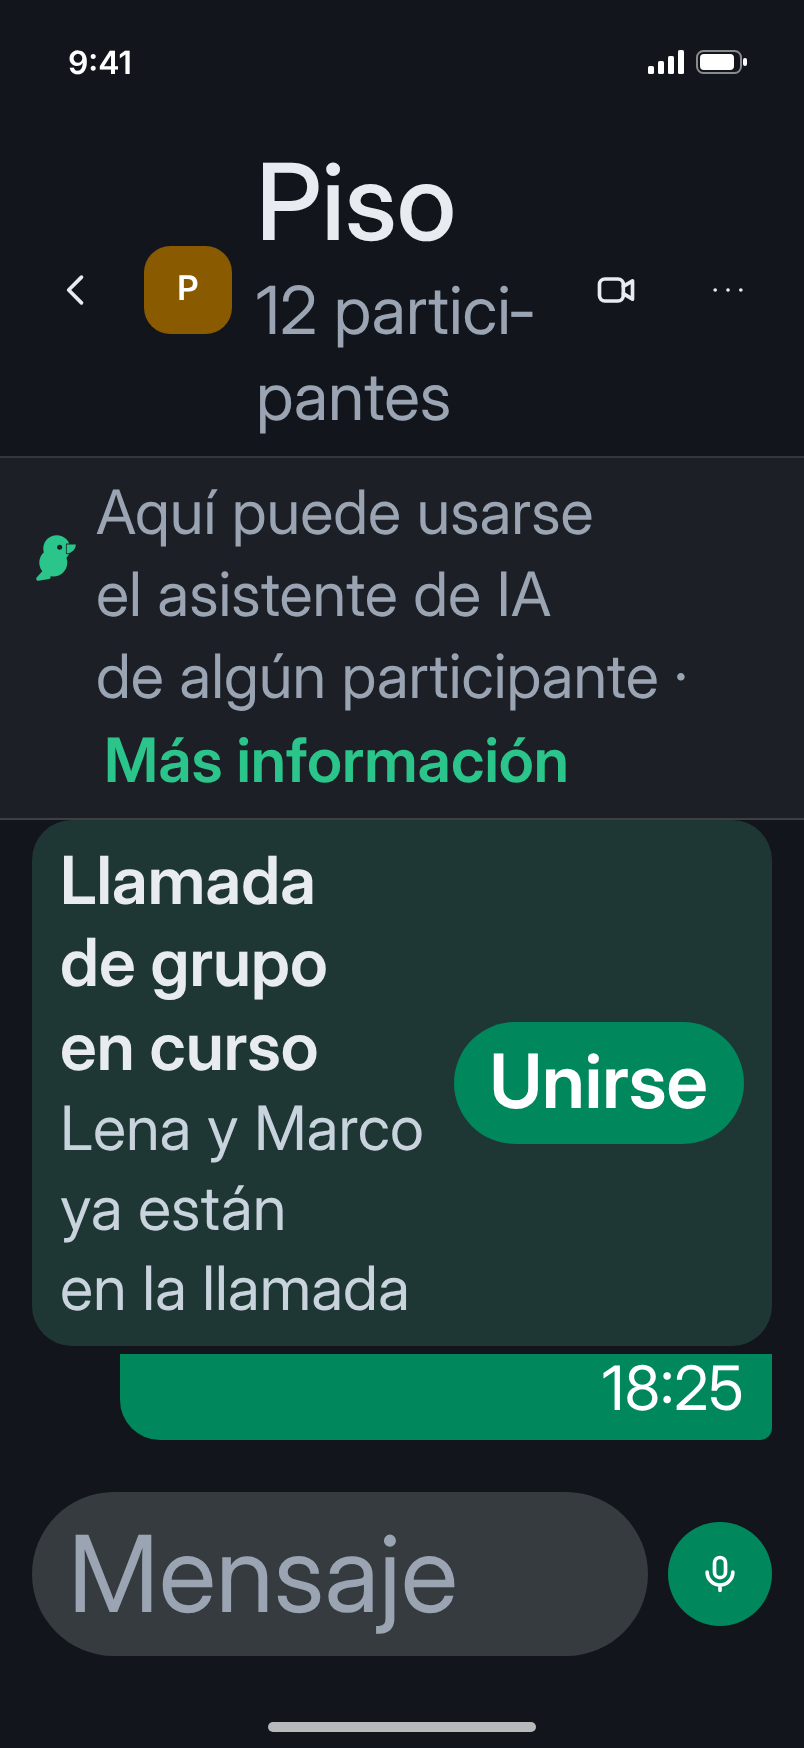 9:41
Piso
P
12 partici-
pantes
Aquí puede usarse
el asistente de IA
de algún participante ·
Más información
Llamada
de grupo
en curso
Unirse
Lena y Marco
ya están
en la llamada
18:25
Mensaje